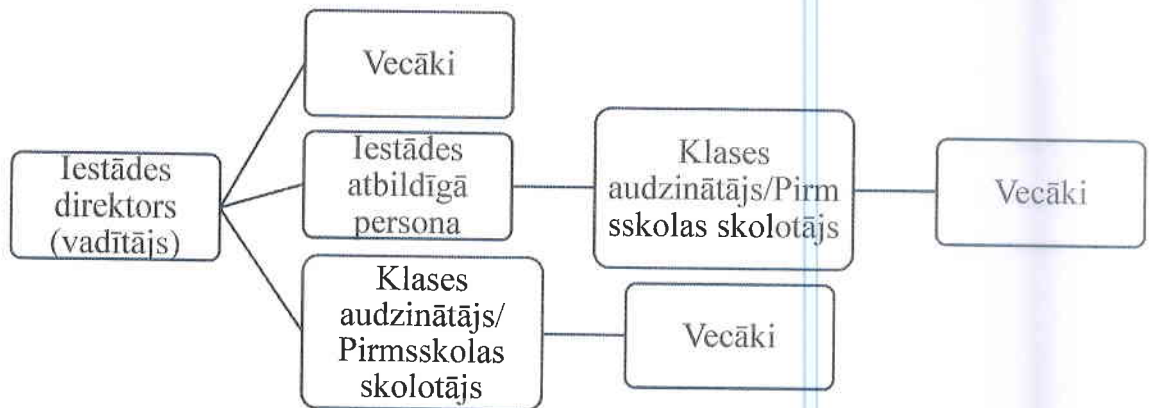 Vecāki
Iestādes
direktors
(vadītājs)
Iestādes
atbildīgā
persona
Klases
audzinātājs/Pirm
sskolas skolotājs
Vecāki
Klases
audzinātājs/
Pirmsskolas
skolotājs
Vecāki